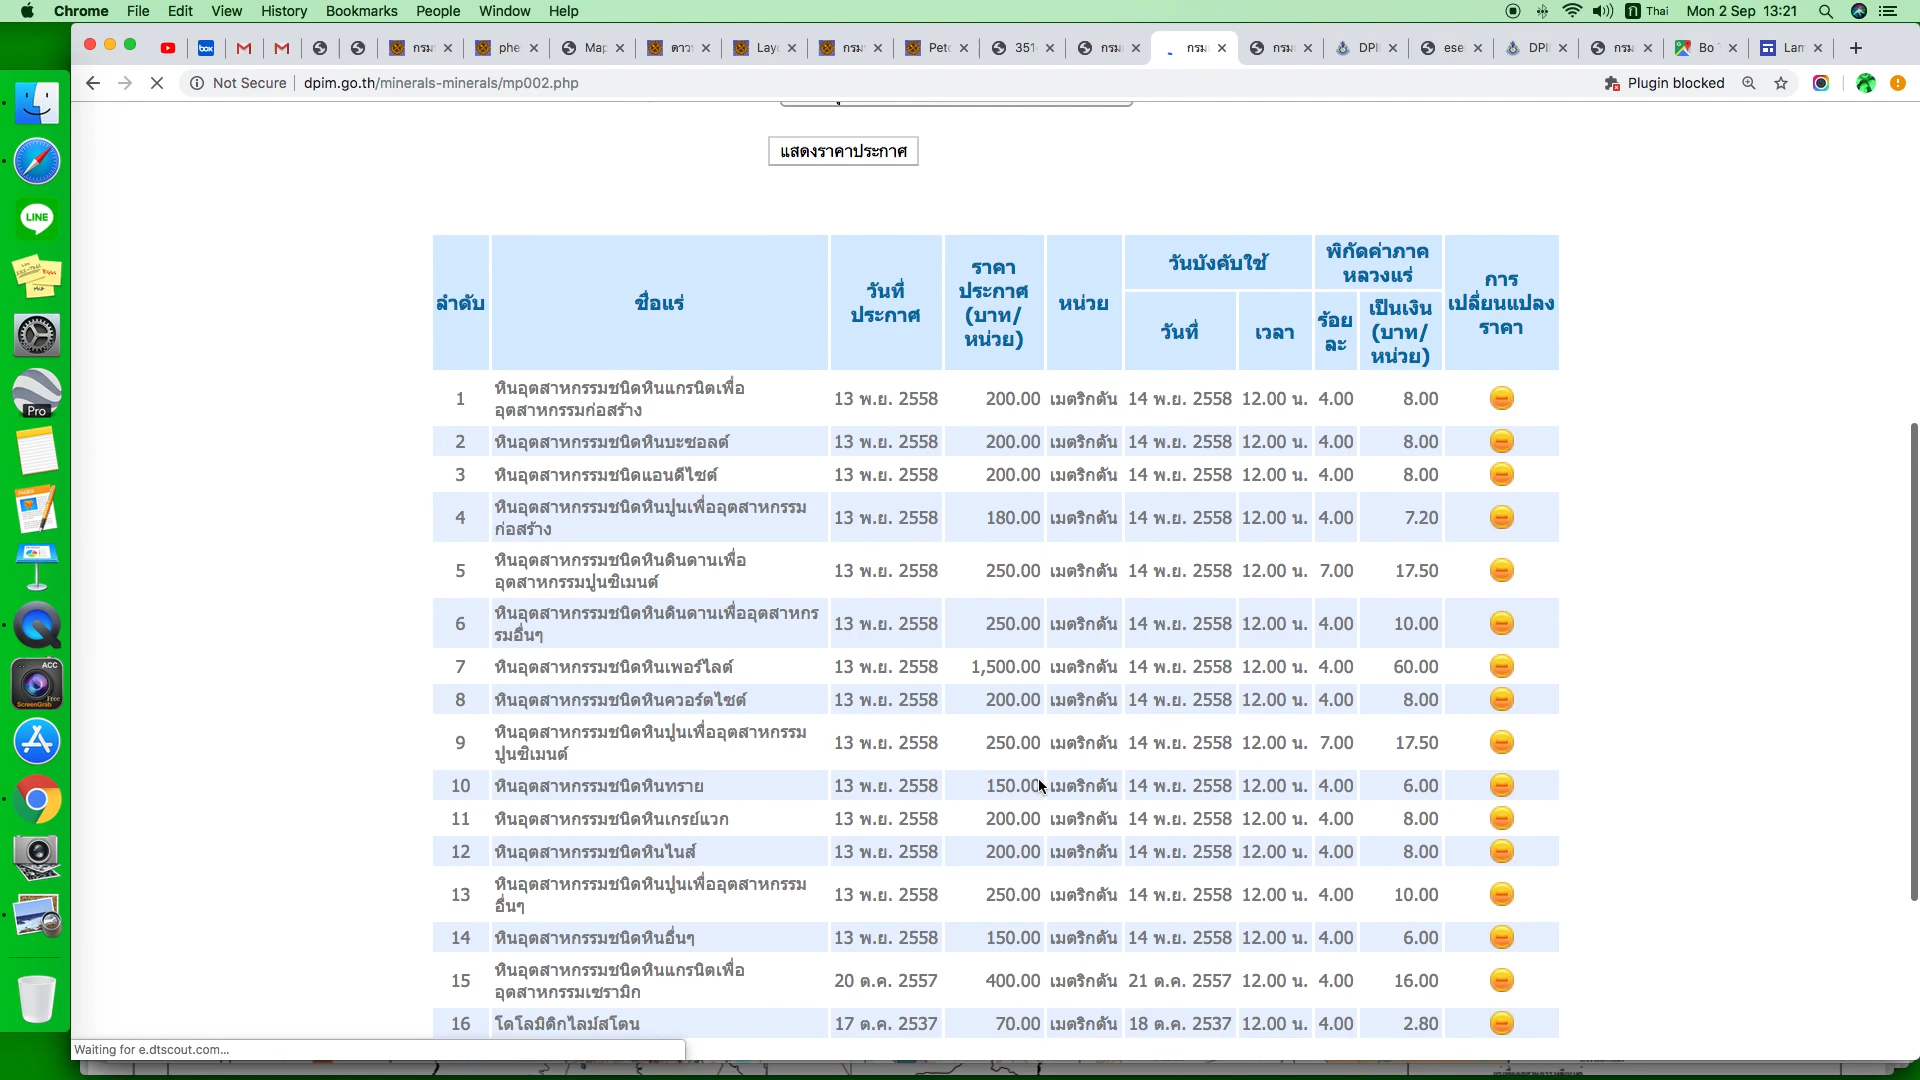 Chrome File Edit View History Bookmarks People Window Help
Thai Mon 2 Sep 13:21
box กรม phe Map ดาว Lay กรม Petr 351 กรม กรม กรม DPI ese DPI กรม Bo Lam
Not Secure dpim.go.th/minerals-minerals/mp002.php Plugin blocked
แสดงราคาประกาศ
LINE
Pro
ACC
ScreenGrab
Free
PAGES
ลำดับ ชื่อแร่ วันที่ประกาศ ราคาประกาศ (บาท/หน่วย) หน่วย วันบังคับใช้ พิกัดค่าภาคหลวงแร่ การเปลี่ยนแปลงราคา
วันที่ เวลา ร้อยละ เป็นเงิน (บาท/หน่วย)
1 หินอุตสาหกรรมชนิดหินแกรนิตเพื่อ
อุตสาหกรรมก่อสร้าง 13 พ.ย. 2558 200.00 เมตริกตัน 14 พ.ย. 2558 12.00 น. 4.00 8.00
2 หินอุตสาหกรรมชนิดหินบะซอลต์ 13 พ.ย. 2558 200.00 เมตริกตัน 14 พ.ย. 2558 12.00 น. 4.00 8.00
3 หินอุตสาหกรรมชนิดแอนดีไซต์ 13 พ.ย. 2558 200.00 เมตริกตัน 14 พ.ย. 2558 12.00 น. 4.00 8.00
4 หินอุตสาหกรรมชนิดหินปูนเพื่ออุตสาหกรรม
ก่อสร้าง 13 พ.ย. 2558 180.00 เมตริกตัน 14 พ.ย. 2558 12.00 น. 4.00 7.20
5 หินอุตสาหกรรมชนิดหินดินดานเพื่อ
อุตสาหกรรมปูนซิเมนต์ 13 พ.ย. 2558 250.00 เมตริกตัน 14 พ.ย. 2558 12.00 น. 7.00 17.50
6 หินอุตสาหกรรมชนิดหินดินดานเพื่ออุตสาหกร
รมอื่นๆ 13 พ.ย. 2558 250.00 เมตริกตัน 14 พ.ย. 2558 12.00 น. 4.00 10.00
7 หินอุตสาหกรรมชนิดหินเพอร์ไลต์ 13 พ.ย. 2558 1,500.00 เมตริกตัน 14 พ.ย. 2558 12.00 น. 4.00 60.00
8 หินอุตสาหกรรมชนิดหินควอร์ตไซต์ 13 พ.ย. 2558 200.00 เมตริกตัน 14 พ.ย. 2558 12.00 น. 4.00 8.00
9 หินอุตสาหกรรมชนิดหินปูนเพื่ออุตสาหกรรม
ปูนซิเมนต์ 13 พ.ย. 2558 250.00 เมตริกตัน 14 พ.ย. 2558 12.00 น. 7.00 17.50
10 หินอุตสาหกรรมชนิดหินทราย 13 พ.ย. 2558 150.00 เมตริกตัน 14 พ.ย. 2558 12.00 น. 4.00 6.00
11 หินอุตสาหกรรมชนิดหินเกรย์แวก 13 พ.ย. 2558 200.00 เมตริกตัน 14 พ.ย. 2558 12.00 น. 4.00 8.00
12 หินอุตสาหกรรมชนิดหินไนส์ 13 พ.ย. 2558 200.00 เมตริกตัน 14 พ.ย. 2558 12.00 น. 4.00 8.00
13 หินอุตสาหกรรมชนิดหินปูนเพื่ออุตสาหกรรม
อื่นๆ 13 พ.ย. 2558 250.00 เมตริกตัน 14 พ.ย. 2558 12.00 น. 4.00 10.00
14 หินอุตสาหกรรมชนิดหินอื่นๆ 13 พ.ย. 2558 150.00 เมตริกตัน 14 พ.ย. 2558 12.00 น. 4.00 6.00
15 หินอุตสาหกรรมชนิดหินแกรนิตเพื่อ
อุตสาหกรรมเซรามิก 20 ต.ค. 2557 400.00 เมตริกตัน 21 ต.ค. 2557 12.00 น. 4.00 16.00
16 โดโลมิติกไลม์สโตน 17 ต.ค. 2537 70.00 เมตริกตัน 18 ต.ค. 2537 12.00 น. 4.00 2.80
Waiting for e.dtscout.com...